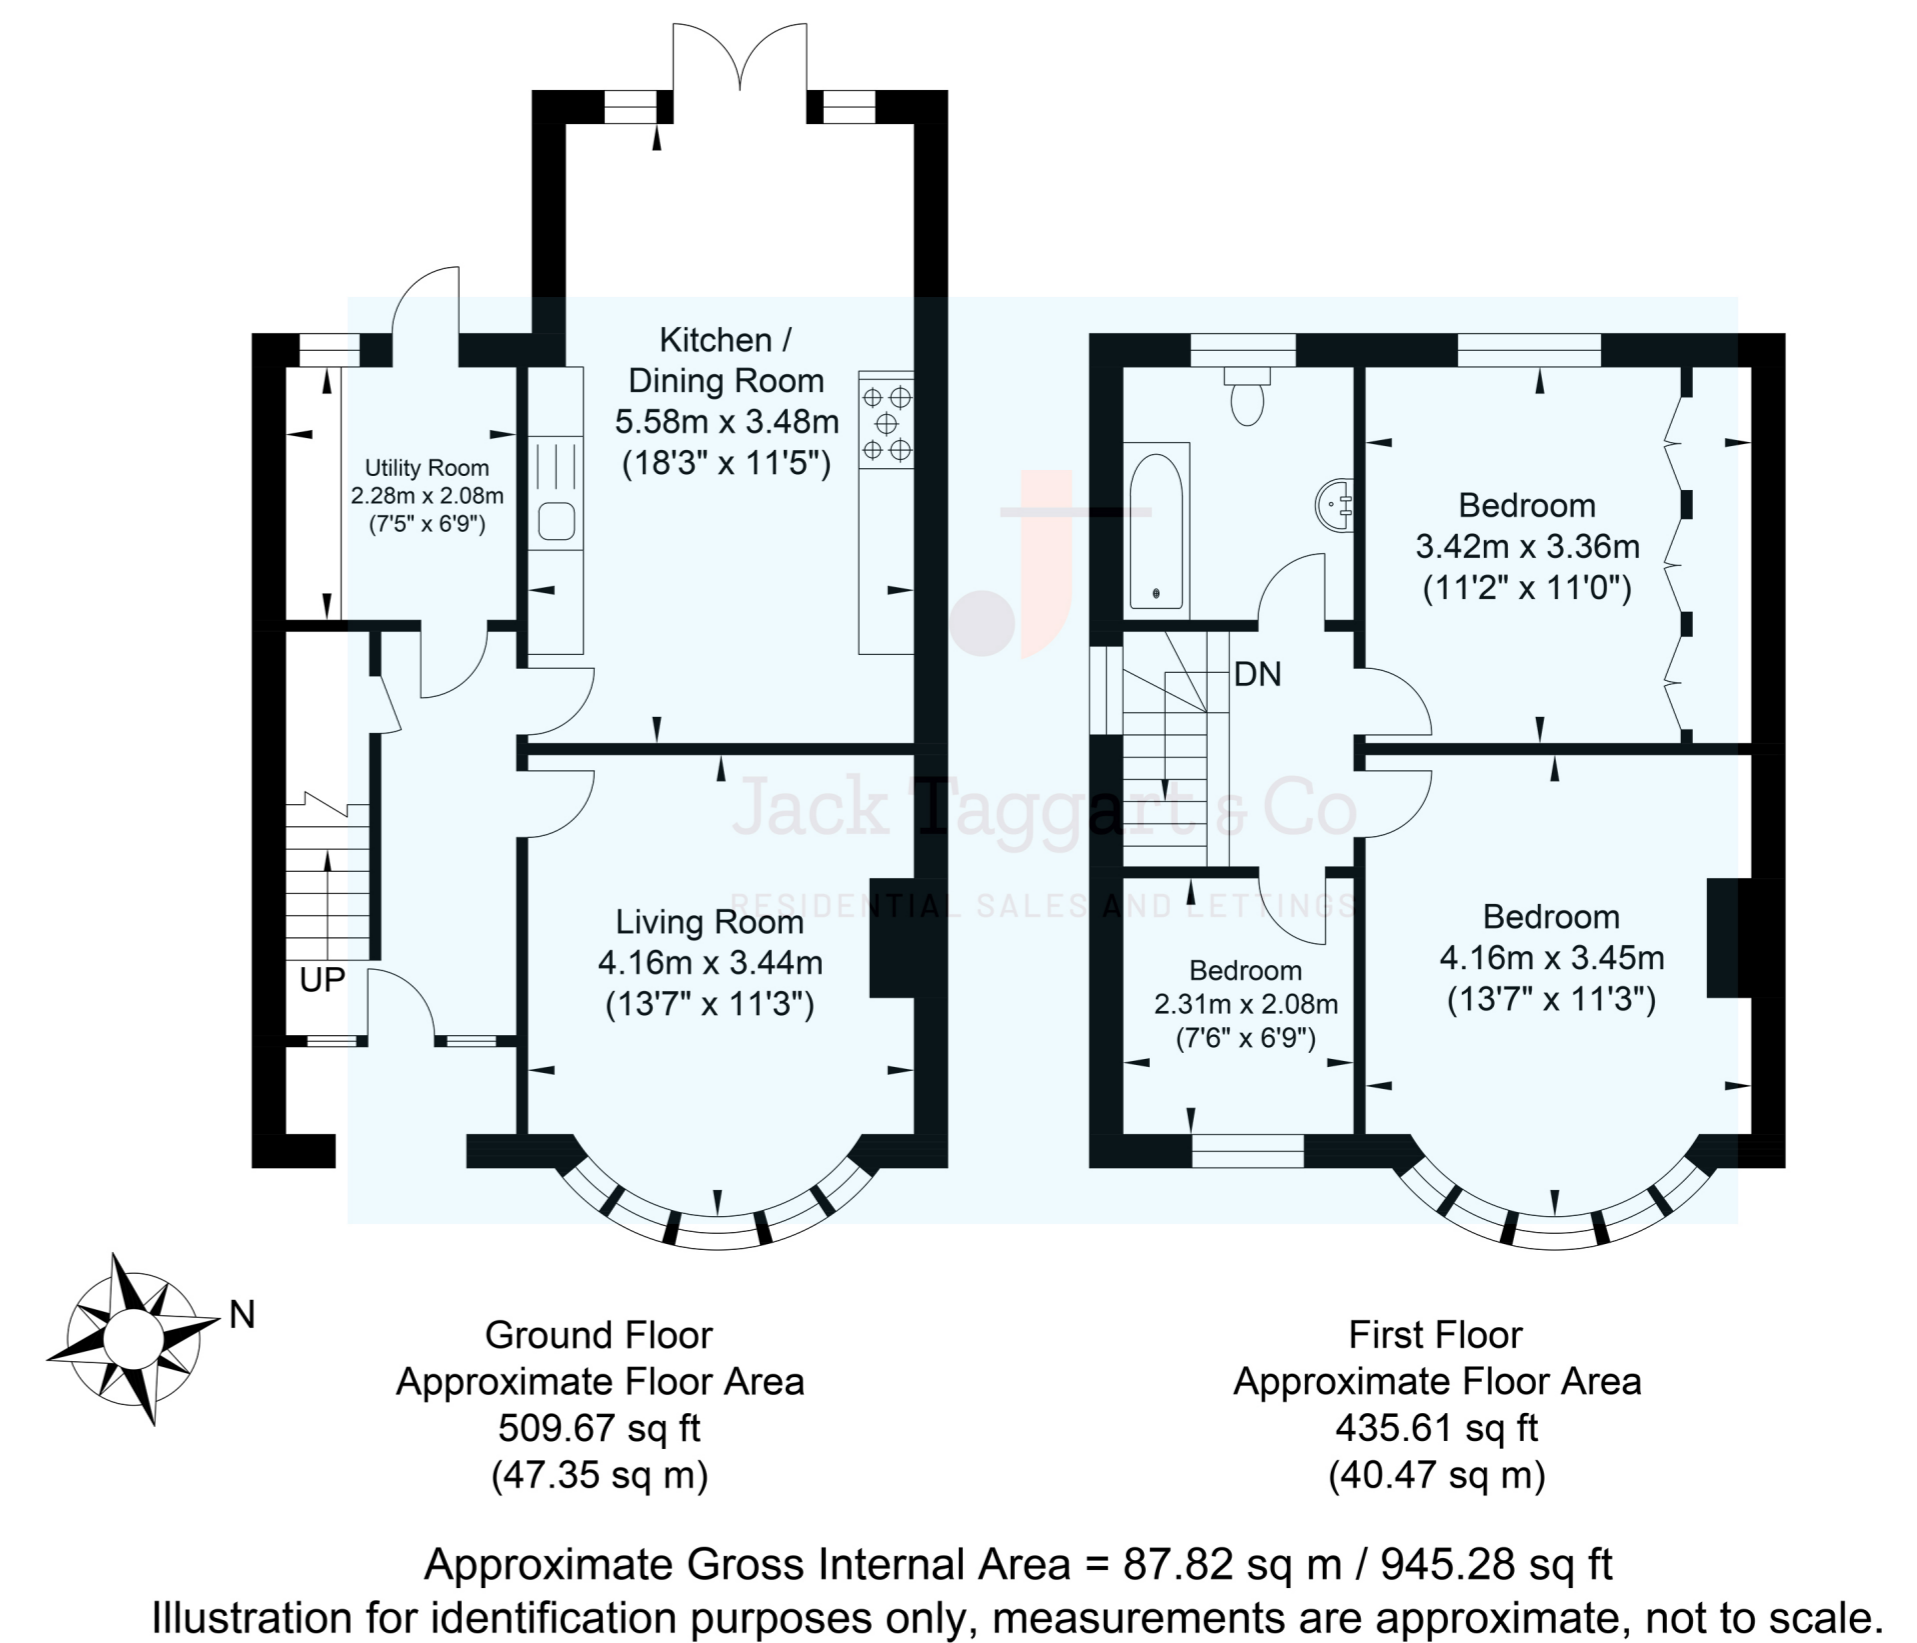 Kitchen /
Dining Room
5.58m x 3.48m
(18'3" x 11'5")
Utility Room
2.28m x 2.08m
(7'5" x 6'9")
UP
Living Room
4.16m x 3.44m
(13'7" x 11'3")
Bedroom
3.42m x 3.36m
(11'2" x 11'0")
DN
Bedroom
2.31m x 2.08m
(7'6" x 6'9")
Bedroom
4.16m x 3.45m
(13'7" x 11'3")
Jack Taggart & Co
RESIDENTIAL SALES AND LETTINGS
N
Ground Floor
Approximate Floor Area
509.67 sq ft
(47.35 sq m)
First Floor
Approximate Floor Area
435.61 sq ft
(40.47 sq m)
Approximate Gross Internal Area = 87.82 sq m / 945.28 sq ft
Illustration for identification purposes only, measurements are approximate, not to scale.